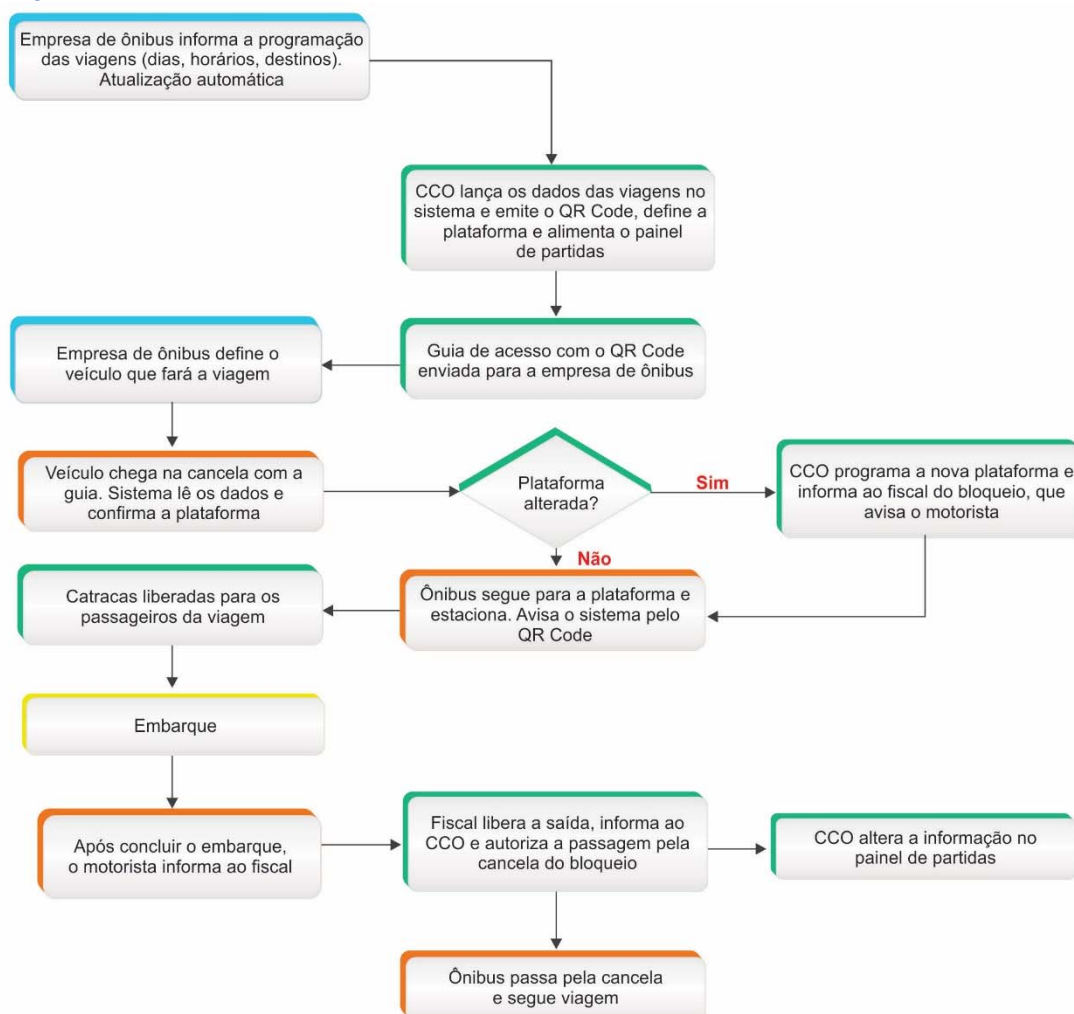 Empresa de ônibus informa a programação
das viagens (dias, horários, destinos).
Atualização automática
CCO lança os dados das viagens no
sistema e emite o QR Code, define a
plataforma e alimenta o painel
de partidas
Guia de acesso com o QR Code
enviada para a empresa de ônibus
Empresa de ônibus define o
veículo que fará a viagem
Veículo chega na cancela com a
guia. Sistema lê os dados e
confirma a plataforma
Plataforma
alterada?
Sim
CCO programa a nova plataforma e
informa ao fiscal do bloqueio, que
avisa o motorista
Não
Ônibus segue para a plataforma e
estaciona. Avisa o sistema pelo
QR Code
Catracas liberadas para os
passageiros da viagem
Embarque
Após concluir o embarque,
o motorista informa ao fiscal
Fiscal libera a saída, informa ao
CCO e autoriza a passagem pela
cancela do bloqueio
CCO altera a informação no
painel de partidas
Ônibus passa pela cancela
e segue viagem